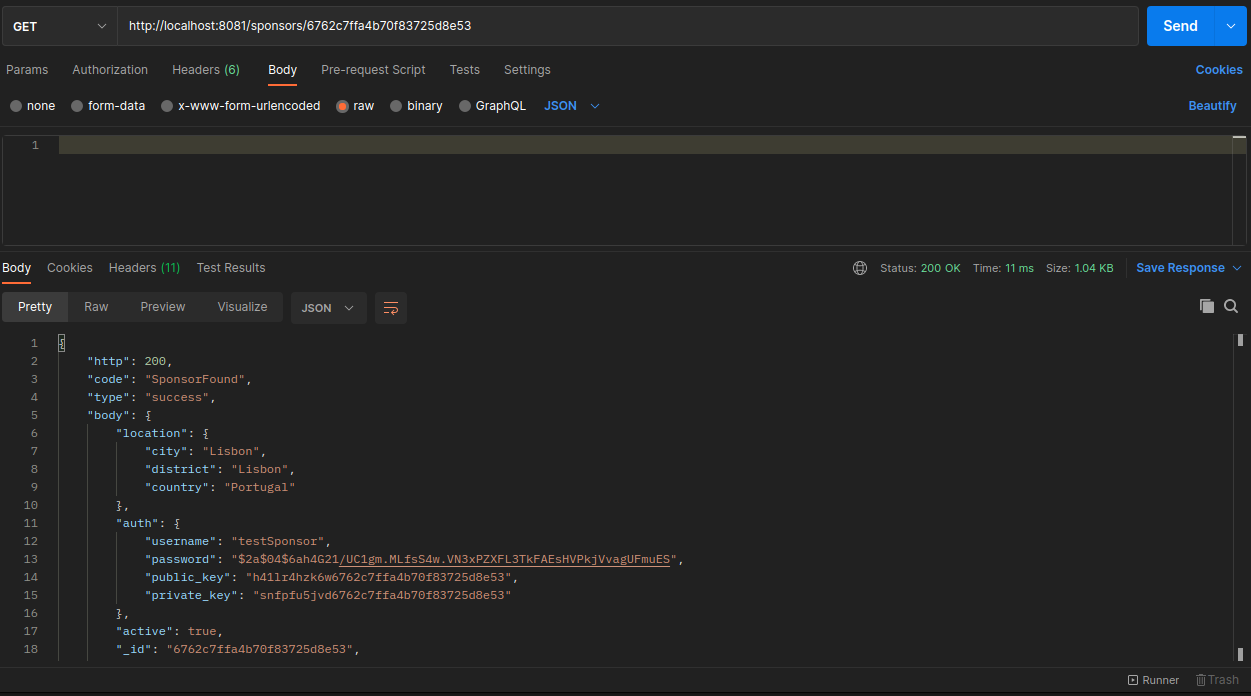 GET http://localhost:8081/sponsors/6762c7ffa4b70f83725d8e53 Send
Params Authorization Headers (6) Body Pre-request Script Tests Settings Cookies
none form-data x-www-form-urlencoded raw binary GraphQL JSON Beautify
1
Body Cookies Headers (11) Test Results Status: 200 OK Time: 11 ms Size: 1.04 KB Save Response
Pretty Raw Preview Visualize JSON
1 {
2 "http": 200,
3 "code": "SponsorFound",
4 "type": "success",
5 "body": {
6 "location": {
7 "city": "Lisbon",
8 "district": "Lisbon",
9 "country": "Portugal"
10 },
11 "auth": {
12 "username": "testSponsor",
13 "password": "$2a$04$6ah4G21/UC1gm.MLfsS4w.VN3xPZXFL3TkFAEsHVPkjVvagUFmuES",
14 "public_key": "h41lr4hzk6w6762c7ffa4b70f83725d8e53",
15 "private_key": "snfpfu5jvd6762c7ffa4b70f83725d8e53"
16 },
17 "active": true,
18 "_id": "6762c7ffa4b70f83725d8e53",
Runner Trash